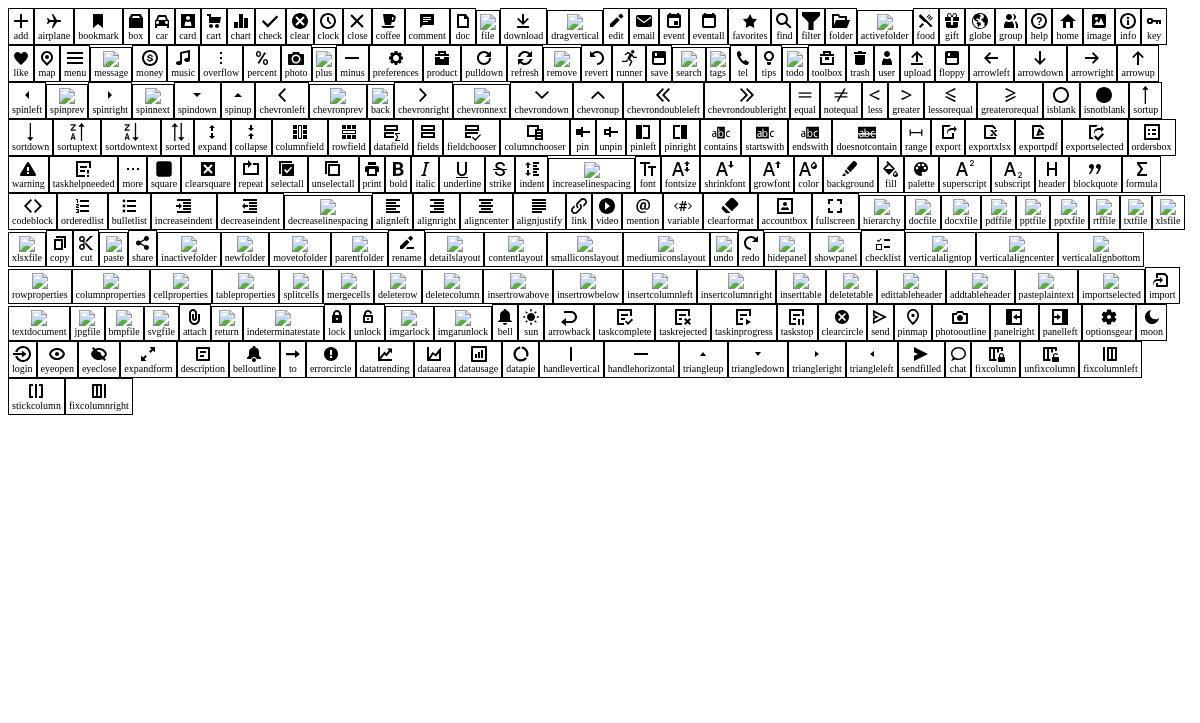 add airplane bookmark box car card cart chart check clear clock close coffee comment doc file download dragvertical edit email event eventall favorites find filter folder activefolder food gift globe group help home image info key
like map menu message money music overflow percent photo plus minus preferences product pulldown refresh remove revert runner save search tags tel tips todo toolbox trash user upload floppy arrowleft arrowdown arrowright arrowup
spinleft spinprev spinright spinnext spindown spinup chevronleft chevronprev back chevronright chevronnext chevrondown chevronup chevrondoubleleft chevrondoubleright equal notequal less greater lessorequal greaterorequal isblank isnotblank sortup
sortdown sortuptext sortdowntext sorted expand collapse columnfield rowfield datafield fields fieldchooser columnchooser pin unpin pinleft pinright contains startswith endswith doesnotcontain range export exportxlsx exportpdf exportselected ordersbox
warning taskhelpneeded more square clearsquare repeat selectall unselectall print bold italic underline strike indent increaselinespacing font fontsize shrinkfont growfont color background fill palette superscript subscript header blockquote formula
codeblock orderedlist bulletlist increaseindent decreaseindent decreaselinespacing alignleft alignright aligncenter alignjustify link video mention variable clearformat accountbox fullscreen hierarchy docfile docxfile pdffile pptfile pptxfile rtffile txtfile xlsfile
xlsxfile copy cut paste share inactivefolder newfolder movetofolder parentfolder rename detailslayout contentlayout smalliconslayout mediumiconslayout undo redo hidepanel showpanel checklist verticalaligntop verticalaligncenter verticalalignbottom
rowproperties columnproperties cellproperties tableproperties splitcells mergecells deleterow deletecolumn insertrowabove insertrowbelow insertcolumnleft insertcolumnright inserttable deletetable edittableheader addtableheader pasteplaintext importselected import
textdocument jpgfile bmpfile svgfile attach return indeterminatestate lock unlock imgarlock imgarunlock bell sun arrowback taskcomplete taskrejected taskinprogress taskstop clearcircle send pinmap photooutline panelright panelleft optionsgear moon
login eyeopen eyeclose expandform description belloutline to errorcircle datatrending dataarea datausage datapie handlevertical handlehorizontal triangleup triangledown triangleright triangleleft sendfilled chat fixcolumn unfixcolumn fixcolumnleft
stickcolumn fixcolumnright